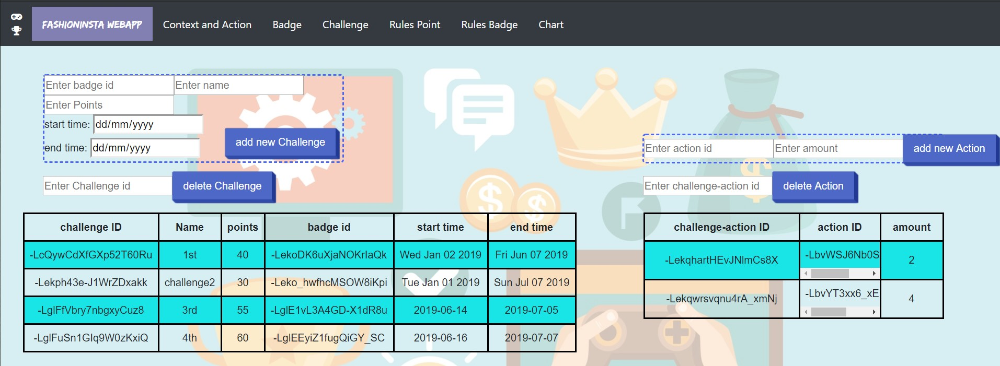 FASHIONINSTA WEBAPP Context and Action Badge Challenge Rules Point Rules Badge Chart
Enter badge id Enter name
Enter Points
start time: dd/mm/yyyy
end time: dd/mm/yyyy
add new Challenge
Enter Challenge id delete Challenge
challenge ID Name points badge id start time end time
-LcQywCdXfGXp52T60Ru 1st 40 -LekoDK6uXjaNOKrIaQk Wed Jan 02 2019 Fri Jun 07 2019
-Lekph43e-J1WrZDxakk challenge2 30 -Leko_hwfhcMSOW8iKpi Tue Jan 01 2019 Sun Jul 07 2019
-LglFfVbry7nbgxyCuz8 3rd 55 -LglE1vL3A4GD-X1dR8u 2019-06-14 2019-07-05
-LglFuSn1GIq9W0zKxiQ 4th 60 -LglEEyiZ1fugQiGY_SC 2019-06-16 2019-07-07
Enter action id Enter amount add new Action
Enter challenge-action id delete Action
challenge-action ID action ID amount
-LekqhartHEvJNlmCs8X -LbvWSJ6Nb0S 2
-Lekqwrsvqnu4rA_xmNj -LbvYT3xx6_xE 4